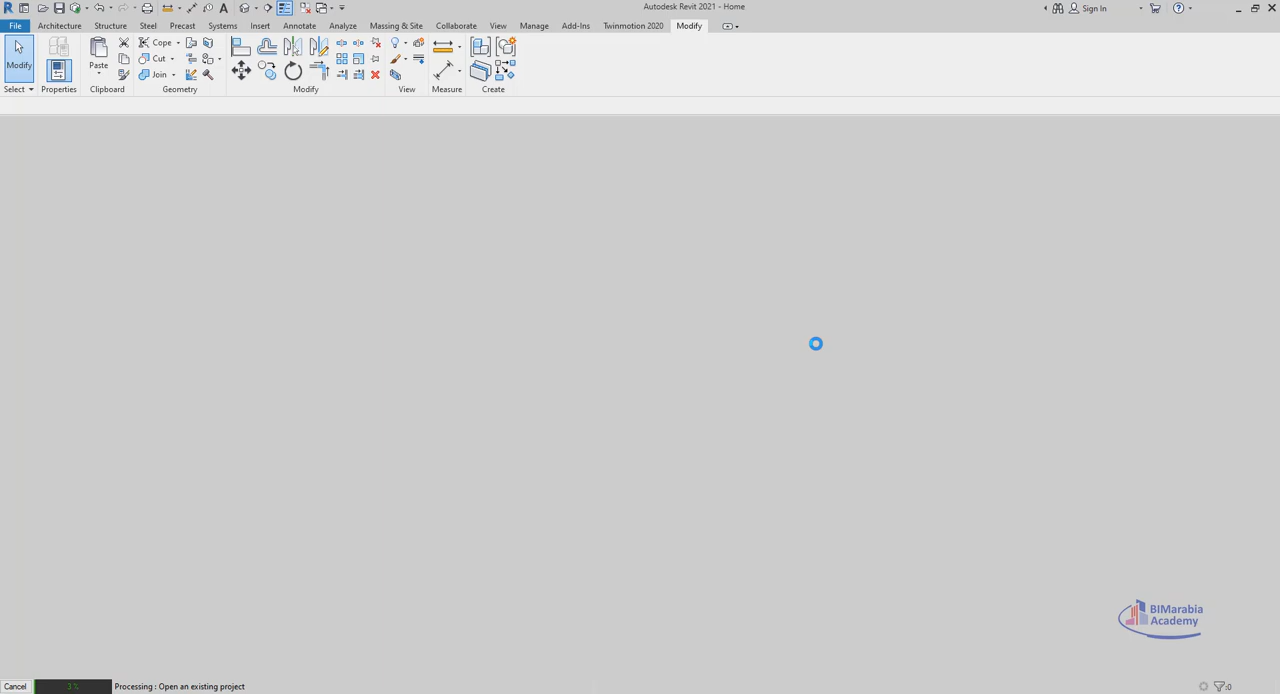 Autodesk Revit 2021 - Home
Sign In
File Architecture Structure Steel Precast Systems Insert Annotate Analyze Massing & Site Collaborate View Manage Add-Ins Twinmotion 2020 Modify
Modify
Paste
Cope
Cut
Join
Select Properties Clipboard Geometry Modify View Measure Create
BIMarabia
Academy
Cancel 3 % Processing : Open an existing project
:0